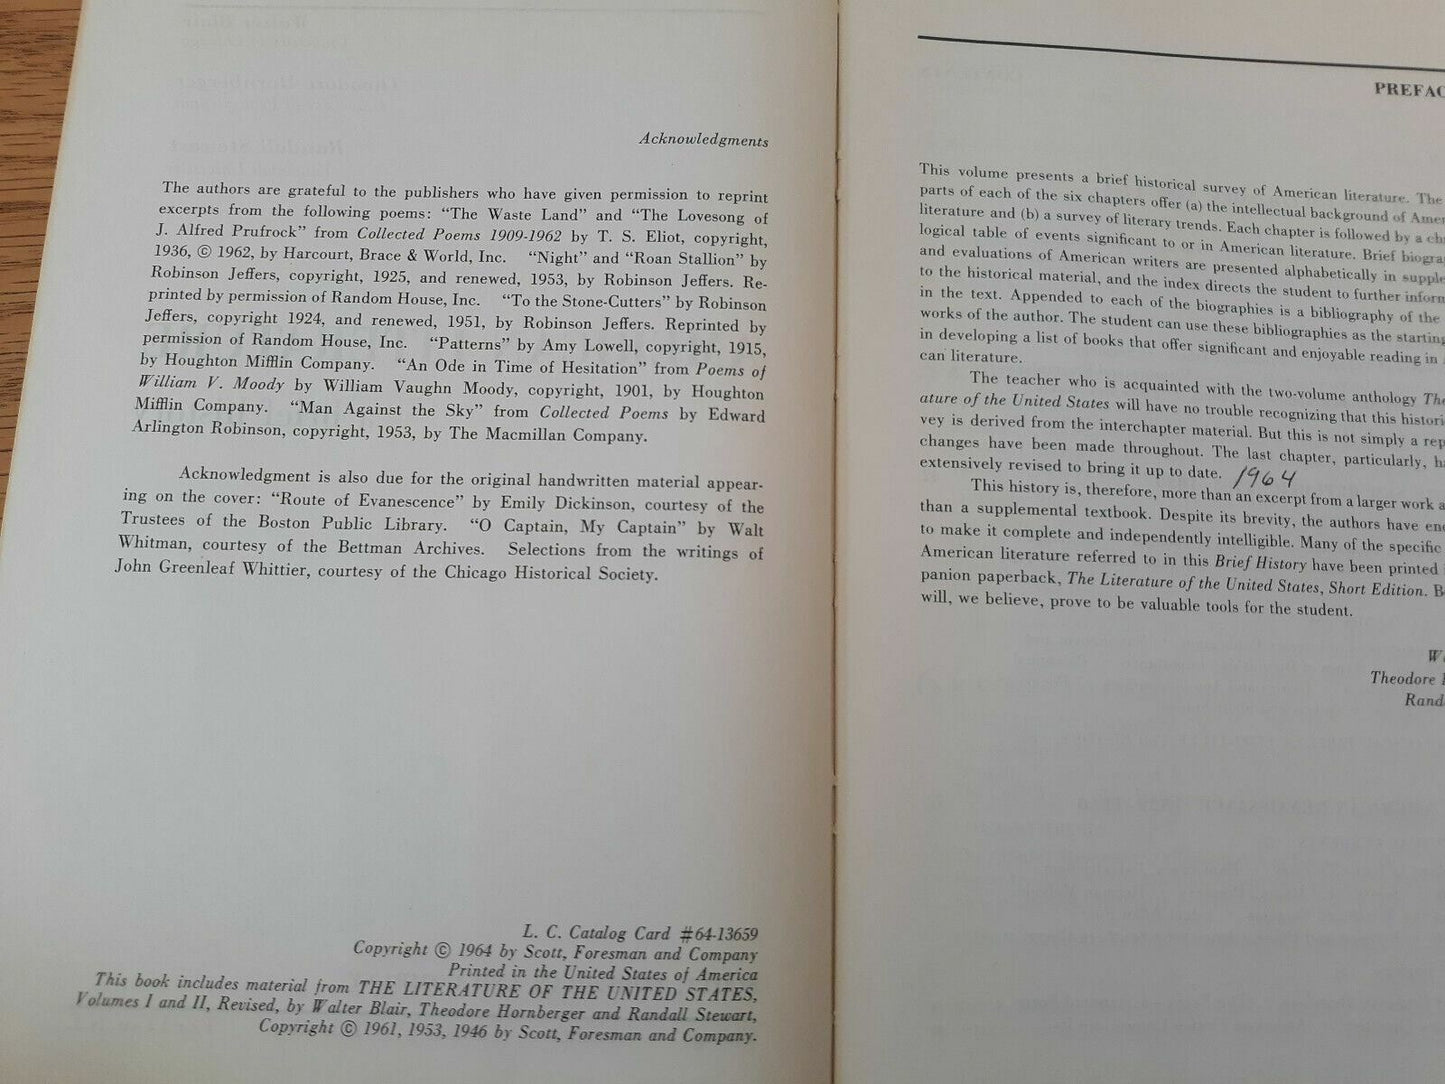 Acknowledgments
The authors are grateful to the publishers who have given permission to reprint
excerpts from the following poems: “The Waste Land” and “The Lovesong of
J. Alfred Prufrock” from Collected Poems 1909-1962 by T. S. Eliot, copyright,
1936, © 1962, by Harcourt, Brace & World, Inc. “Night” and “Roan Stallion” by
Robinson Jeffers, copyright, 1925, and renewed, 1953, by Robinson Jeffers. Re-
printed by permission of Random House, Inc. “To the Stone-Cutters” by Robinson
Jeffers, copyright 1924, and renewed, 1951, by Robinson Jeffers. Reprinted by
permission of Random House, Inc. “Patterns” by Amy Lowell, copyright, 1915,
by Houghton Mifflin Company. “An Ode in Time of Hesitation” from Poems of
William V. Moody by William Vaughn Moody, copyright, 1901, by Houghton
Mifflin Company. “Man Against the Sky” from Collected Poems by Edward
Arlington Robinson, copyright, 1953, by The Macmillan Company.
Acknowledgment is also due for the original handwritten material appear-
ing on the cover: “Route of Evanescence” by Emily Dickinson, courtesy of the
Trustees of the Boston Public Library. “O Captain, My Captain” by Walt
Whitman, courtesy of the Bettman Archives. Selections from the writings of
John Greenleaf Whittier, courtesy of the Chicago Historical Society.
L. C. Catalog Card #64-13659
Copyright © 1964 by Scott, Foresman and Company
Printed in the United States of America
This book includes material from THE LITERATURE OF THE UNITED STATES,
Volumes I and II, Revised, by Walter Blair, Theodore Hornberger and Randall Stewart,
Copyright © 1961, 1953, 1946 by Scott, Foresman and Company.
PREFAC
This volume presents a brief historical survey of American literature. The
parts of each of the six chapters offer (a) the intellectual background of Amer
literature and (b) a survey of literary trends. Each chapter is followed by a ch
logical table of events significant to or in American literature. Brief biogra
and evaluations of American writers are presented alphabetically in supple
to the historical material, and the index directs the student to further inform
in the text. Appended to each of the biographies is a bibliography of the
works of the author. The student can use these bibliographies as the starting
in developing a list of books that offer significant and enjoyable reading in
can literature.
The teacher who is acquainted with the two-volume anthology The
ature of the United States will have no trouble recognizing that this histori
vey is derived from the interchapter material. But this is not simply a rep
changes have been made throughout. The last chapter, particularly, ha
extensively revised to bring it up to date. 1964
This history is, therefore, more than an excerpt from a larger work a
than a supplemental textbook. Despite its brevity, the authors have en
to make it complete and independently intelligible. Many of the specific
American literature referred to in this Brief History have been printed
panion paperback, The Literature of the United States, Short Edition. B
will, we believe, prove to be valuable tools for the student.
W
Theodore
Rand